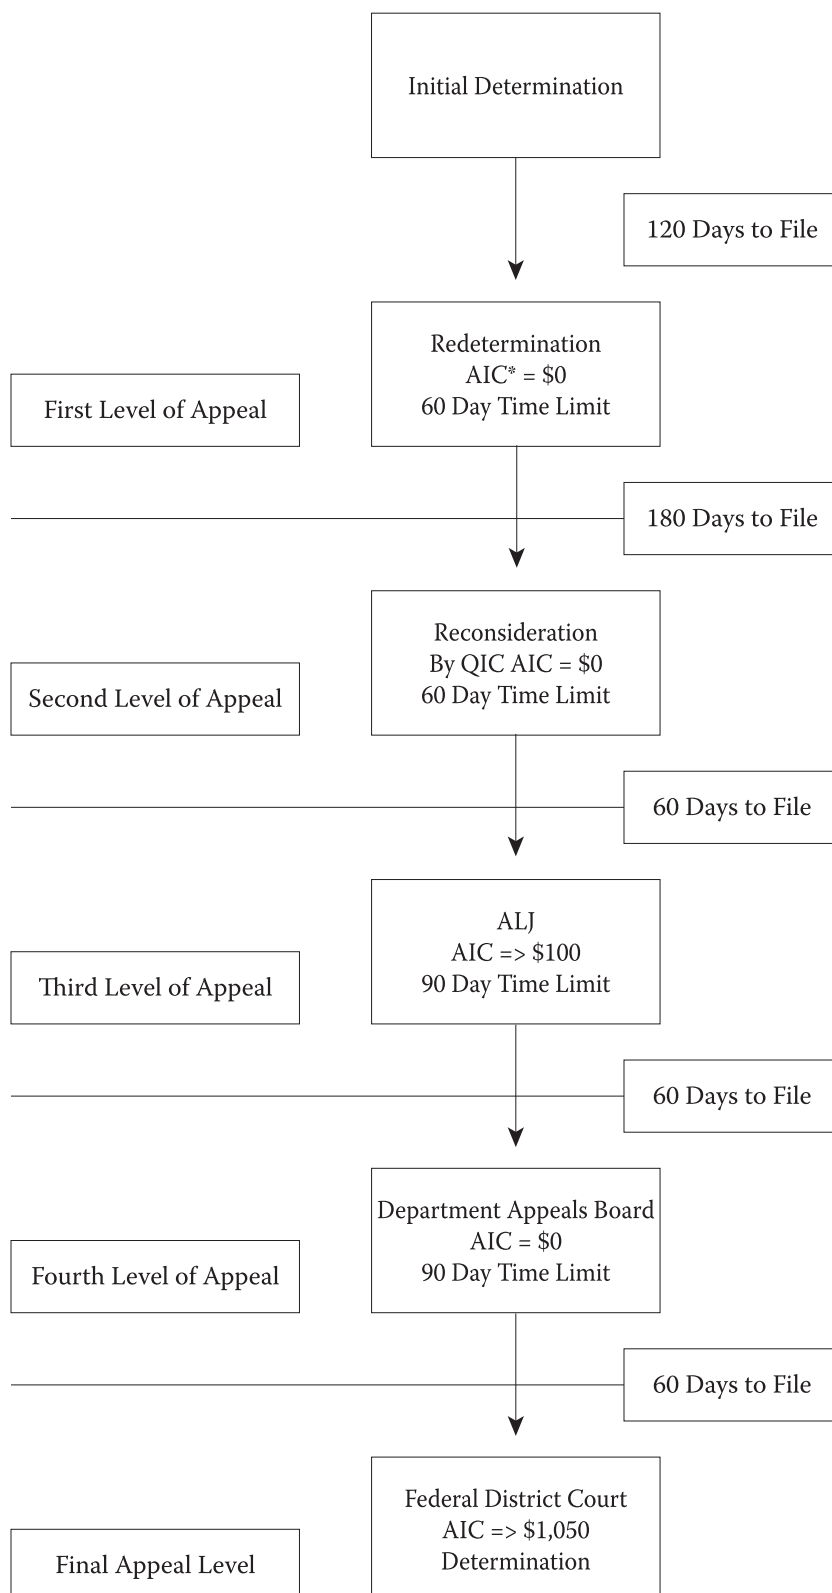 Initial Determination
120 Days to File
Redetermination
AIC* = $0
60 Day Time Limit
First Level of Appeal
180 Days to File
Reconsideration
By QIC AIC = $0
60 Day Time Limit
Second Level of Appeal
60 Days to File
ALJ
AIC => $100
90 Day Time Limit
Third Level of Appeal
60 Days to File
Department Appeals Board
AIC = $0
90 Day Time Limit
Fourth Level of Appeal
60 Days to File
Federal District Court
AIC => $1,050
Determination
Final Appeal Level